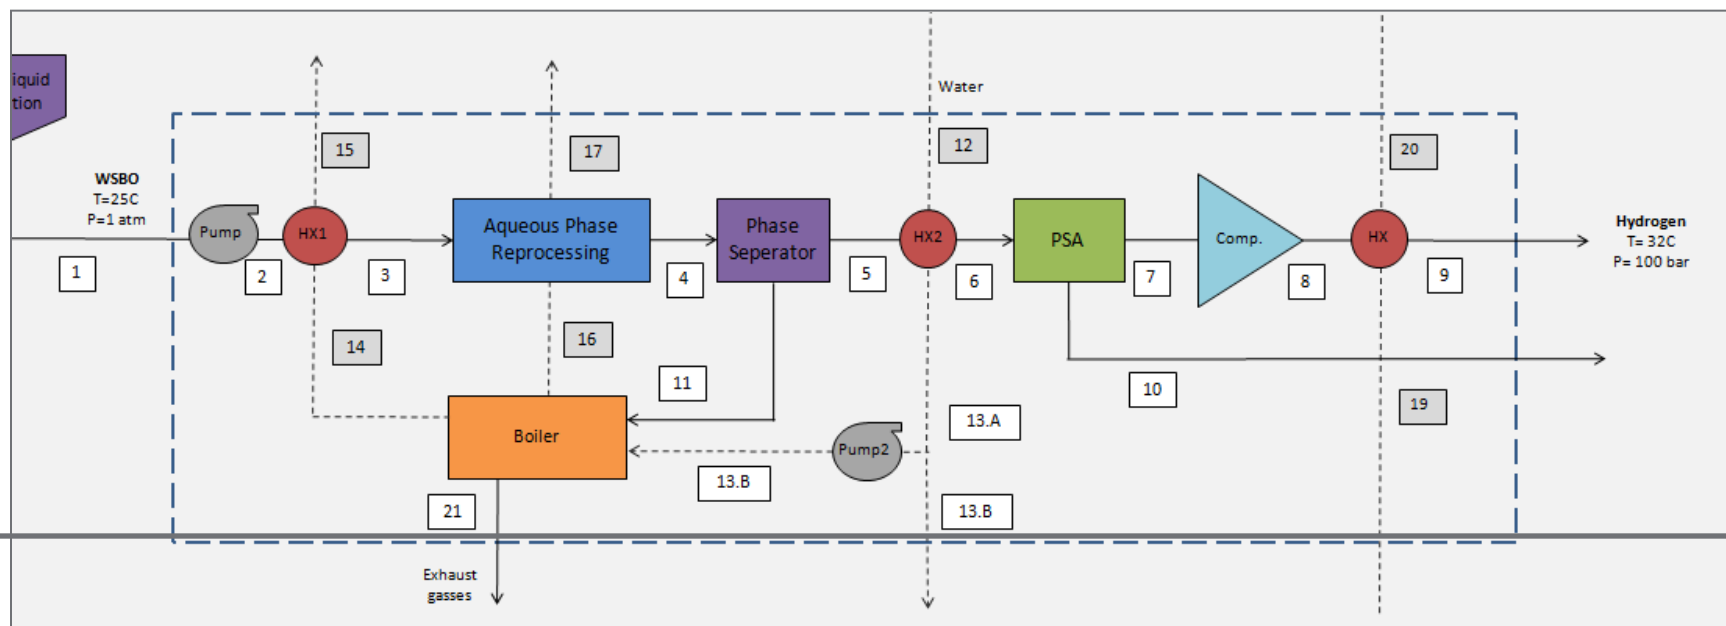 iquid
tion
Water
15
17
12
20
WSBO
T=25C
P=1 atm
Pump
HX1
Aqueous Phase
Reprocessing
Phase
Seperator
HX2
PSA
Comp.
HX
Hydrogen
T= 32C
P= 100 bar
1
2
3
4
5
6
7
8
9
14
16
11
10
19
13.A
Boiler
Pump2
13.B
13.B
21
Exhaust
gasses